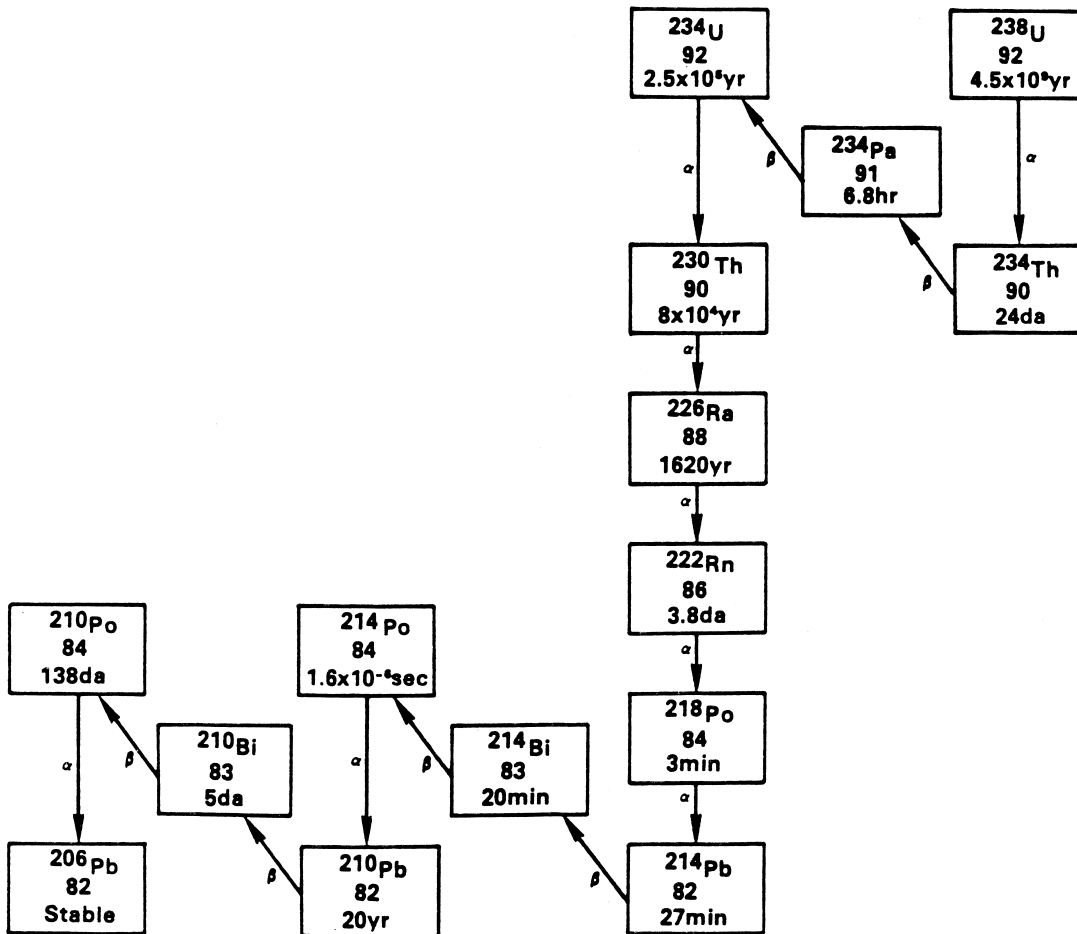 ²³⁴U
92
2.5x10⁵yr
²³⁸U
92
4.5x10⁹yr
α
β
²³⁴Pa
91
6.8hr
α
β
²³⁰Th
90
8x10⁴yr
²³⁴Th
90
24da
α
²²⁶Ra
88
1620yr
α
²²²Rn
86
3.8da
α
²¹⁰Po
84
138da
²¹⁴Po
84
1.6x10⁻⁶sec
²¹⁸Po
84
3min
α
β
²¹⁰Bi
83
5da
α
β
²¹⁴Bi
83
20min
α
²⁰⁶Pb
82
Stable
β
²¹⁰Pb
82
20yr
β
²¹⁴Pb
82
27min